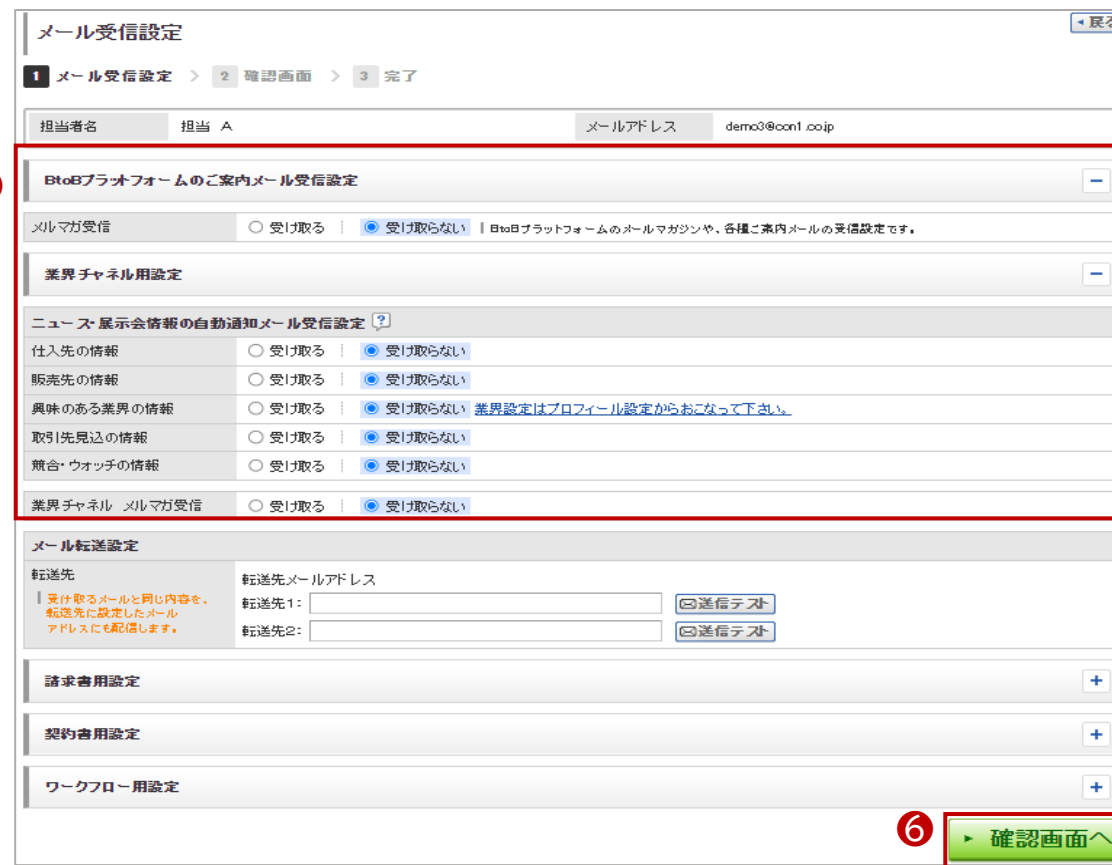 メール受信設定
戻る
1 メール受信設定 > 2 確認画面 > 3 完了
担当者名 担当 A メールアドレス demo3@con1.co.jp
BtoBプラットフォームのご案内メール受信設定
メルマガ受信 受け取る 受け取らない BtoBプラットフォームのメールマガジンや、各種ご案内メールの受信設定です。
業界チャネル用設定
ニュース・展示会情報の自動通知メール受信設定 ?
仕入先の情報 受け取る 受け取らない
販売先の情報 受け取る 受け取らない
興味のある業界の情報 受け取る 受け取らない 業界設定はプロフィール設定からおこなって下さい。
取引先見込の情報 受け取る 受け取らない
競合・ウォッチの情報 受け取る 受け取らない
業界チャネル メルマガ受信 受け取る 受け取らない
メール転送設定
転送先 転送先メールアドレス
受け取るメールと同じ内容を、
転送先に設定したメール
アドレスにも配信します。
転送先1: 送信テスト
転送先2: 送信テスト
請求書用設定
契約書用設定
ワークフロー用設定
6 確認画面へ